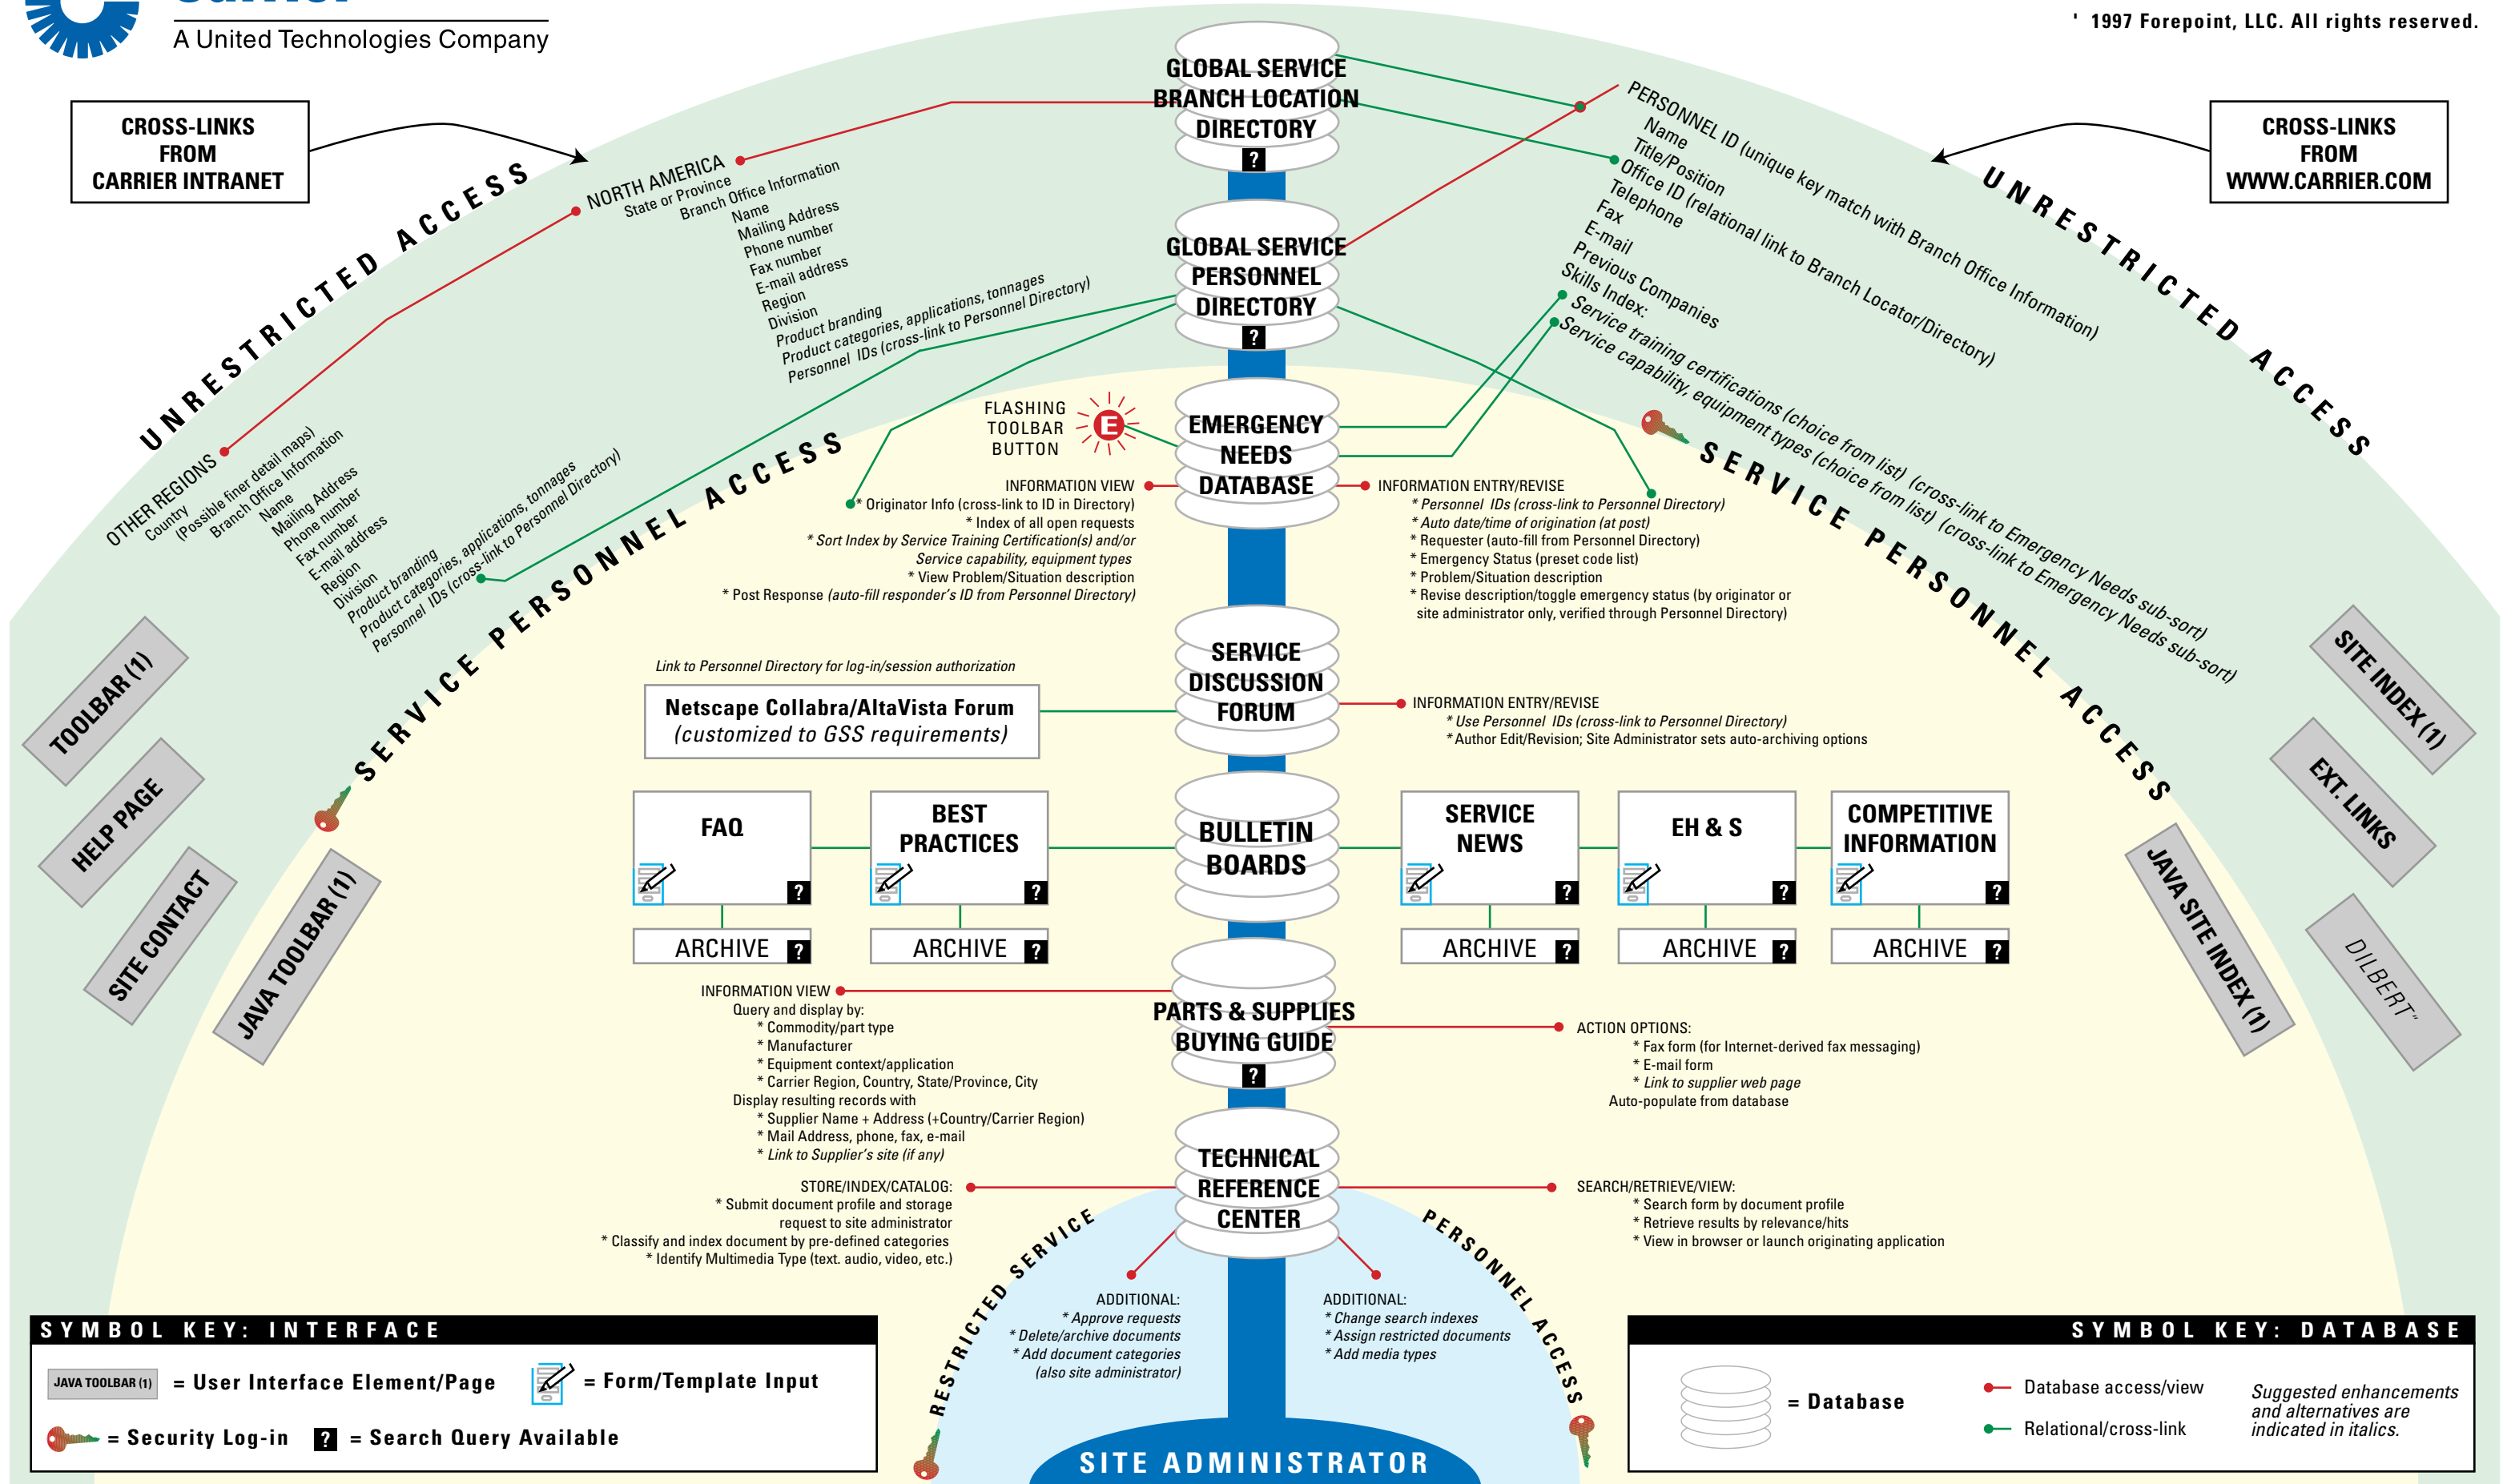 A United Technologies Company
' 1997 Forepoint, LLC. All rights reserved.
CROSS-LINKS
FROM
CARRIER INTRANET
CROSS-LINKS
FROM
WWW.CARRIER.COM
UNRESTRICTED ACCESS
UNRESTRICTED ACCESS
GLOBAL SERVICE
BRANCH LOCATION
DIRECTORY
?
NORTH AMERICA
State or Province
Branch Office Information
Name
Mailing Address
Phone number
Fax number
E-mail address
Region
Division
Product branding
Product categories, applications, tonnages
Personnel IDs (cross-link to Personnel Directory)
PERSONNEL ID (unique key match with Branch Office Information)
Name
Title/Position
Office ID (relational link to Branch Locator/Directory)
Telephone
Fax
E-mail
Previous Companies
Skills Index:
Service training certifications (choice from list) (cross-link to Emergency Needs sub-sort)
Service capability, equipment types (choice from list) (cross-link to Emergency Needs sub-sort)
GLOBAL SERVICE
PERSONNEL
DIRECTORY
?
OTHER REGIONS
Country
(Possible finer detail maps)
Branch Office Information
Name
Mailing Address
Phone number
Fax number
E-mail address
Region
Division
Product branding
Product categories, applications, tonnages
Personnel IDs (cross-link to Personnel Directory)
SERVICE PERSONNEL ACCESS
SERVICE PERSONNEL ACCESS
FLASHING
TOOLBAR
BUTTON
E
EMERGENCY
NEEDS
DATABASE
INFORMATION VIEW
* Originator Info (cross-link to ID in Directory)
* Index of all open requests
* Sort Index by Service Training Certification(s) and/or
Service capability, equipment types
* View Problem/Situation description
* Post Response (auto-fill responder's ID from Personnel Directory)
INFORMATION ENTRY/REVISE
* Personnel IDs (cross-link to Personnel Directory)
* Auto date/time of origination (at post)
* Requester (auto-fill from Personnel Directory)
* Emergency Status (preset code list)
* Problem/Situation description
* Revise description/toggle emergency status (by originator or
site administrator only, verified through Personnel Directory)
TOOLBAR (1)
HELP PAGE
SITE CONTACT
JAVA TOOLBAR (1)
SITE INDEX (1)
EXT. LINKS
DILBERT"
JAVA SITE INDEX (1)
Link to Personnel Directory for log-in/session authorization
Netscape Collabra/AltaVista Forum
(customized to GSS requirements)
SERVICE
DISCUSSION
FORUM
INFORMATION ENTRY/REVISE
* Use Personnel IDs (cross-link to Personnel Directory)
* Author Edit/Revision; Site Administrator sets auto-archiving options
FAQ
?
BEST
PRACTICES
?
BULLETIN
BOARDS
SERVICE
NEWS
?
EH & S
?
COMPETITIVE
INFORMATION
?
ARCHIVE ?
ARCHIVE ?
ARCHIVE ?
ARCHIVE ?
ARCHIVE ?
INFORMATION VIEW
Query and display by:
* Commodity/part type
* Manufacturer
* Equipment context/application
* Carrier Region, Country, State/Province, City
Display resulting records with
* Supplier Name + Address (+Country/Carrier Region)
* Mail Address, phone, fax, e-mail
* Link to Supplier's site (if any)
PARTS & SUPPLIES
BUYING GUIDE
?
ACTION OPTIONS:
* Fax form (for Internet-derived fax messaging)
* E-mail form
* Link to supplier web page
Auto-populate from database
STORE/INDEX/CATALOG:
* Submit document profile and storage
request to site administrator
* Classify and index document by pre-defined categories
* Identify Multimedia Type (text. audio, video, etc.)
TECHNICAL
REFERENCE
CENTER
SEARCH/RETRIEVE/VIEW:
* Search form by document profile
* Retrieve results by relevance/hits
* View in browser or launch originating application
RESTRICTED SERVICE
PERSONNEL ACCESS
ADDITIONAL:
* Approve requests
* Delete/archive documents
* Add document categories
(also site administrator)
ADDITIONAL:
* Change search indexes
* Assign restricted documents
* Add media types
SITE ADMINISTRATOR
SYMBOL KEY: INTERFACE
JAVA TOOLBAR (1) = User Interface Element/Page
= Form/Template Input
= Security Log-in
? = Search Query Available
SYMBOL KEY: DATABASE
= Database
Database access/view
Relational/cross-link
Suggested enhancements
and alternatives are
indicated in italics.